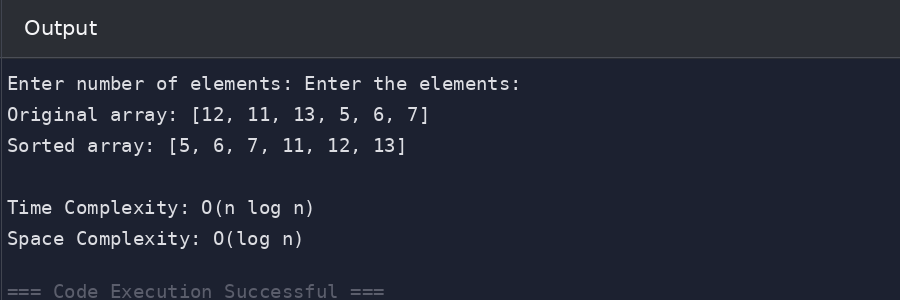 Output
Enter number of elements: Enter the elements:
Original array: [12, 11, 13, 5, 6, 7]
Sorted array: [5, 6, 7, 11, 12, 13]
Time Complexity: O(n log n)
Space Complexity: O(log n)
=== Code Execution Successful ===